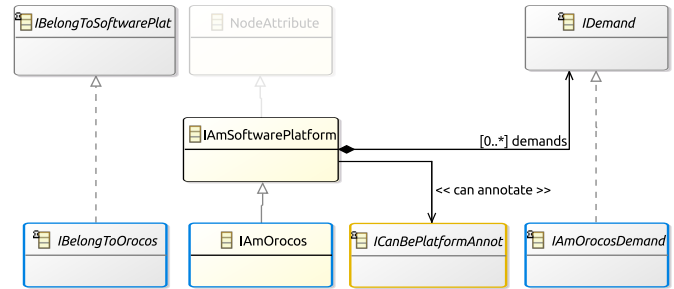 IBelongToSoftwarePlat
NodeAttribute
IDemand
IAmSoftwarePlatform
[0..*] demands
<< can annotate >>
IBelongToOrocos
IAmOrocos
ICanBePlatformAnnot
IAmOrocosDemand